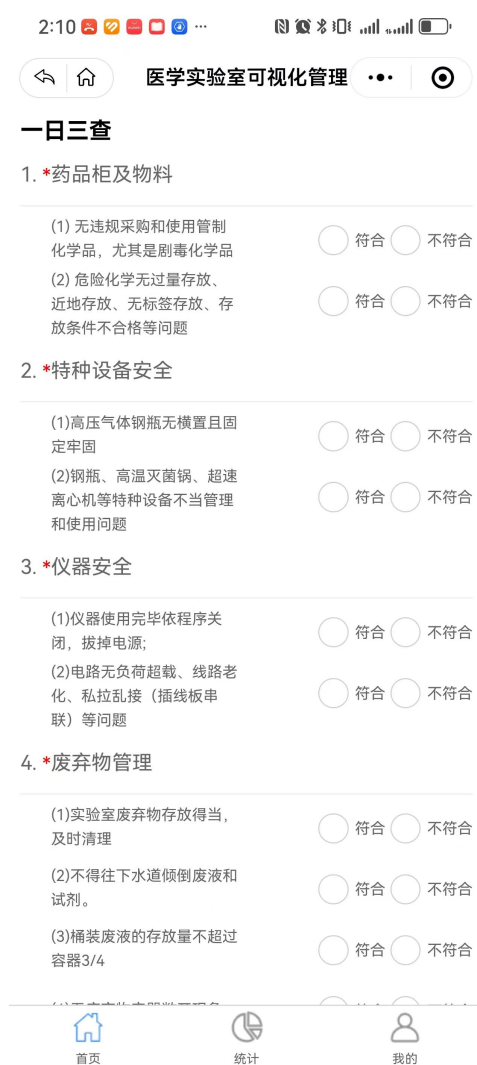 2:10
医学实验室可视化管理
一日三查
1. *药品柜及物料
(1) 无违规采购和使用管制
化学品，尤其是剧毒化学品
符合 不符合
(2) 危险化学无过量存放、
近地存放、无标签存放、存
放条件不合格等问题
符合 不符合
2. *特种设备安全
(1)高压气体钢瓶无横置且固
定牢固
符合 不符合
(2)钢瓶、高温灭菌锅、超速
离心机等特种设备不当管理
和使用问题
符合 不符合
3. *仪器安全
(1)仪器使用完毕依程序关
闭，拔掉电源;
符合 不符合
(2)电路无负荷超载、线路老
化、私拉乱接（插线板串
联）等问题
符合 不符合
4. *废弃物管理
(1)实验室废弃物存放得当，
及时清理
符合 不符合
(2)不得往下水道倾倒废液和
试剂。
符合 不符合
(3)桶装废液的存放量不超过
容器3/4
符合 不符合
首页 统计 我的